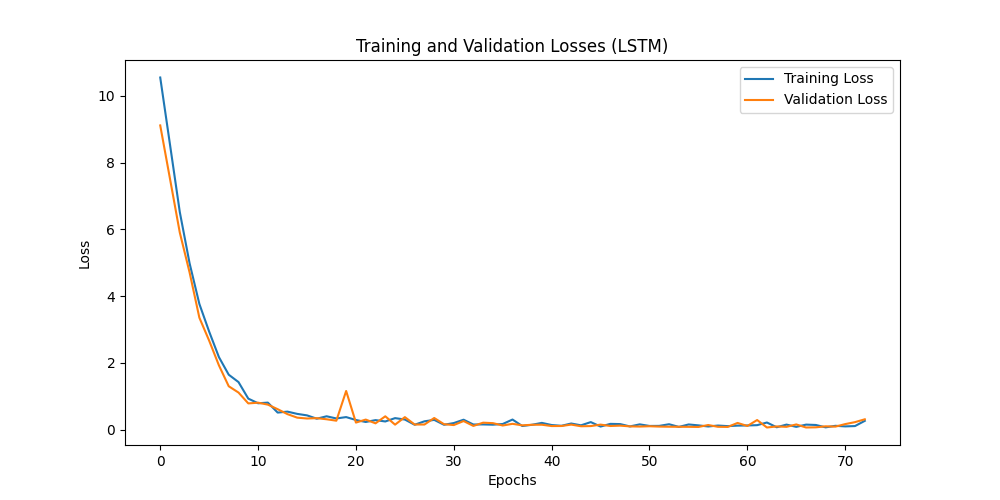 Training and Validation Losses (LSTM)
Training Loss
Validation Loss
Loss
10
8
6
4
2
0
0 10 20 30 40 50 60 70
Epochs